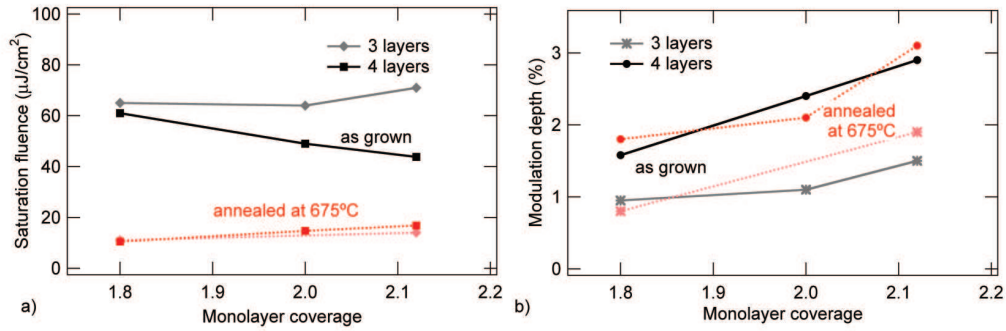 100
80
60
40
20
0
Saturation fluence (µJ/cm²)
3 layers
4 layers
as grown
annealed at 675ºC
1.8
1.9
2.0
2.1
2.2
Monolayer coverage
a)
3
2
1
0
Modulation depth (%)
3 layers
4 layers
annealed
at 675ºC
as grown
1.8
1.9
2.0
2.1
2.2
Monolayer coverage
b)